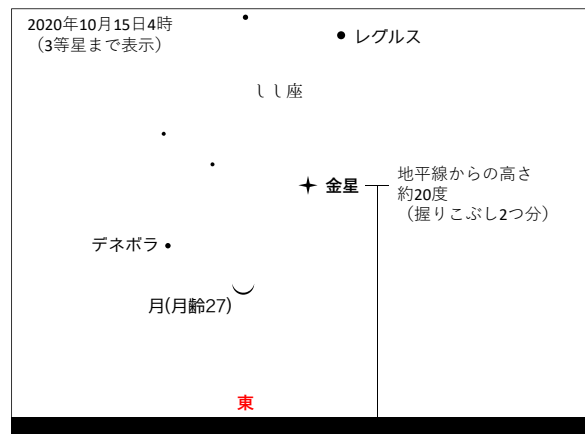 2020年10月15日4時
（3等星まで表示）
レグルス
しし座
金星
地平線からの高さ
約20度
（握りこぶし2つ分）
デネボラ
月(月齢27)
東